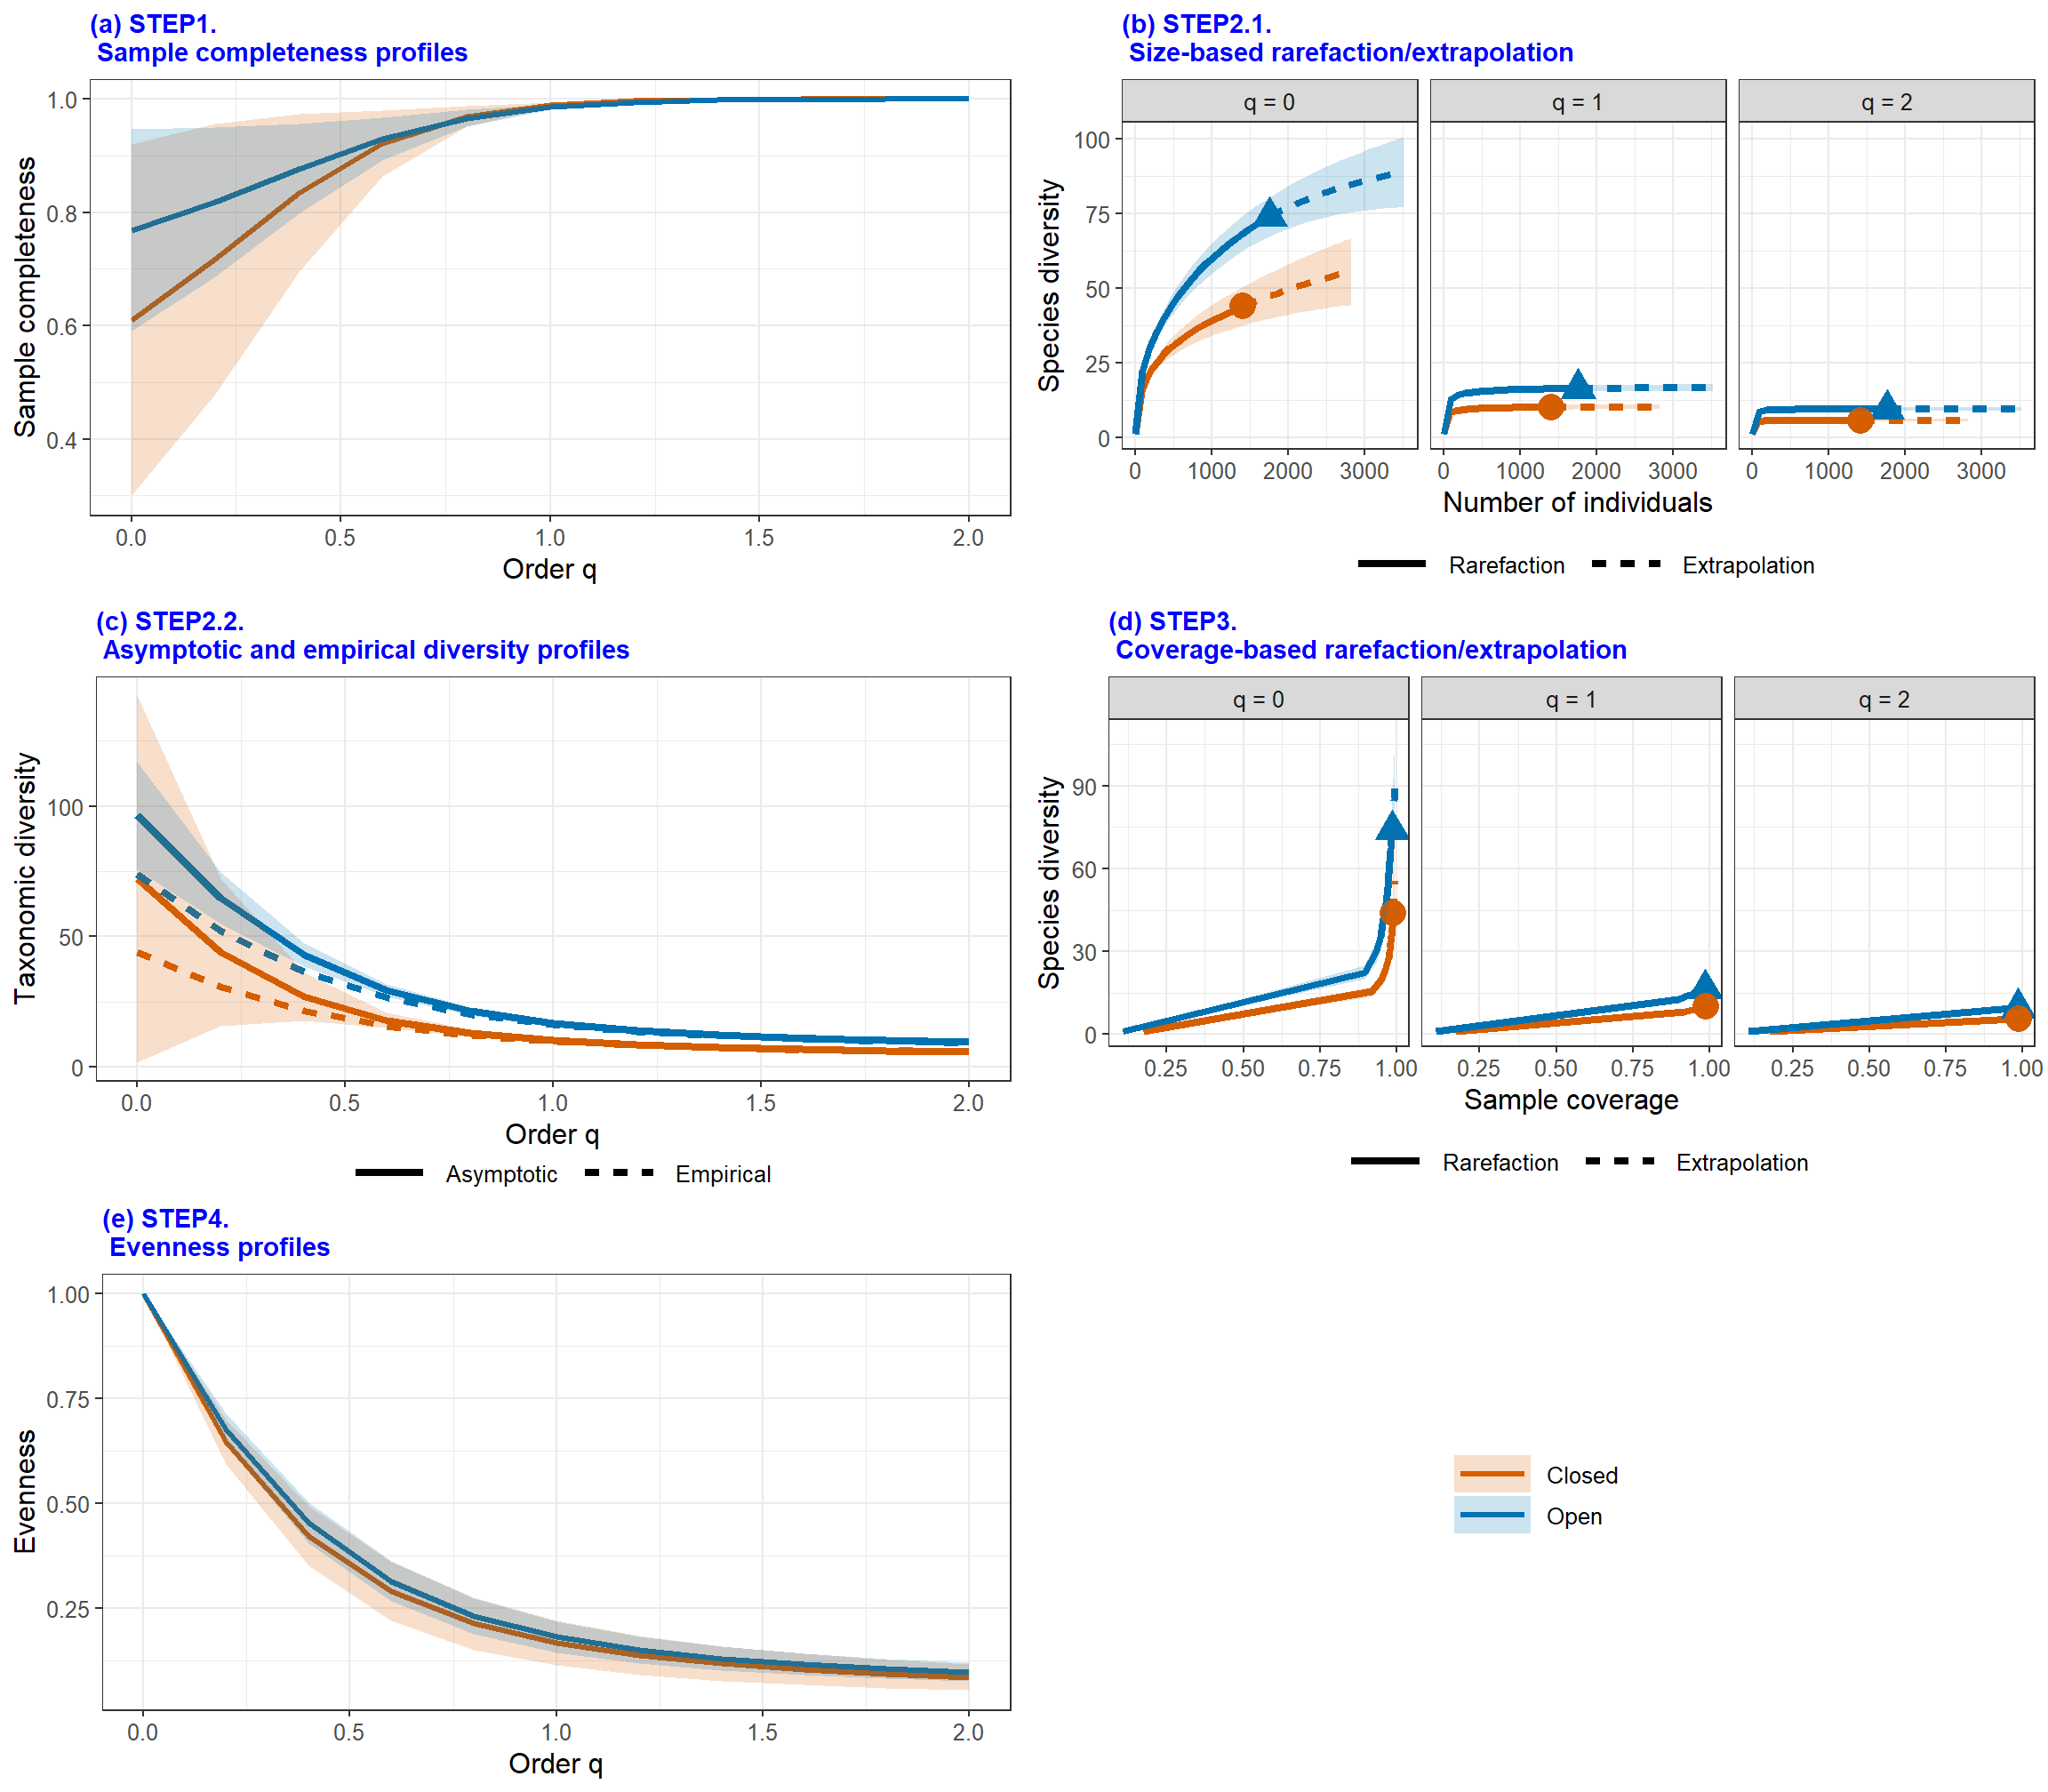 (a) STEP1.
Sample completeness profiles
1.0
0.8
0.6
0.4
Sample completeness
0.0 0.5 1.0 1.5 2.0
Order q
(b) STEP2.1.
Size-based rarefaction/extrapolation
q = 0 q = 1 q = 2
100
75
50
25
0
Species diversity
0 1000 2000 3000 0 1000 2000 3000 0 1000 2000 3000
Number of individuals
Rarefaction Extrapolation
(c) STEP2.2.
Asymptotic and empirical diversity profiles
100
50
0
Taxonomic diversity
0.0 0.5 1.0 1.5 2.0
Order q
Asymptotic Empirical
(d) STEP3.
Coverage-based rarefaction/extrapolation
q = 0 q = 1 q = 2
90
60
30
0
Species diversity
0.25 0.50 0.75 1.00 0.25 0.50 0.75 1.00 0.25 0.50 0.75 1.00
Sample coverage
Rarefaction Extrapolation
(e) STEP4.
Evenness profiles
1.00
0.75
0.50
0.25
Evenness
0.0 0.5 1.0 1.5 2.0
Order q
Closed
Open